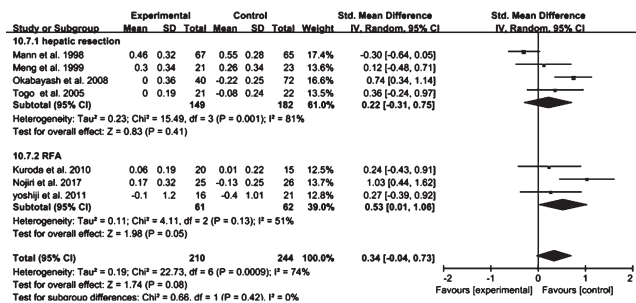 Experimental Control Std. Mean Difference Std. Mean Difference
Study or Subgroup Mean SD Total Mean SD Total Weight IV, Random, 95% CI IV, Random, 95% CI
10.7.1 hepatic resection
Mann et al. 1998 0.46 0.32 67 0.55 0.28 65 17.4% -0.30 [-0.64, 0.05]
Meng et al. 1999 0.3 0.34 21 0.26 0.34 23 13.7% 0.12 [-0.48, 0.71]
Okabayash et al. 2008 0 0.36 40 -0.22 0.25 72 16.7% 0.74 [0.34, 1.14]
Togo et al. 2005 0 0.19 21 -0.08 0.24 22 13.5% 0.36 [-0.24, 0.97]
Subtotal (95% CI) 149 182 61.0% 0.22 [-0.31, 0.75]
Heterogeneity: Tau² = 0.23; Chi² = 15.49, df = 3 (P = 0.001); I² = 81%
Test for overall effect: Z = 0.83 (P = 0.41)
10.7.2 RFA
Kuroda et al. 2010 0.06 0.19 20 0.01 0.22 15 12.5% 0.24 [-0.43, 0.91]
Nojiri et al. 2017 0.17 0.32 25 -0.13 0.25 26 13.7% 1.03 [0.44, 1.62]
yoshiji et al. 2011 -0.1 1.2 16 -0.4 1.01 21 12.8% 0.27 [-0.39, 0.92]
Subtotal (95% CI) 61 62 39.0% 0.53 [0.01, 1.06]
Heterogeneity: Tau² = 0.11; Chi² = 4.11, df = 2 (P = 0.13); I² = 51%
Test for overall effect: Z = 1.98 (P = 0.05)
Total (95% CI) 210 244 100.0% 0.34 [-0.04, 0.73]
Heterogeneity: Tau² = 0.19; Chi² = 22.73, df = 6 (P = 0.0009); I² = 74%
Test for overall effect: Z = 1.74 (P = 0.08)
Test for subgroup differences: Chi² = 0.66, df = 1 (P = 0.42), I² = 0%
-2 -1 0 1 2
Favours [experimental] Favours [control]